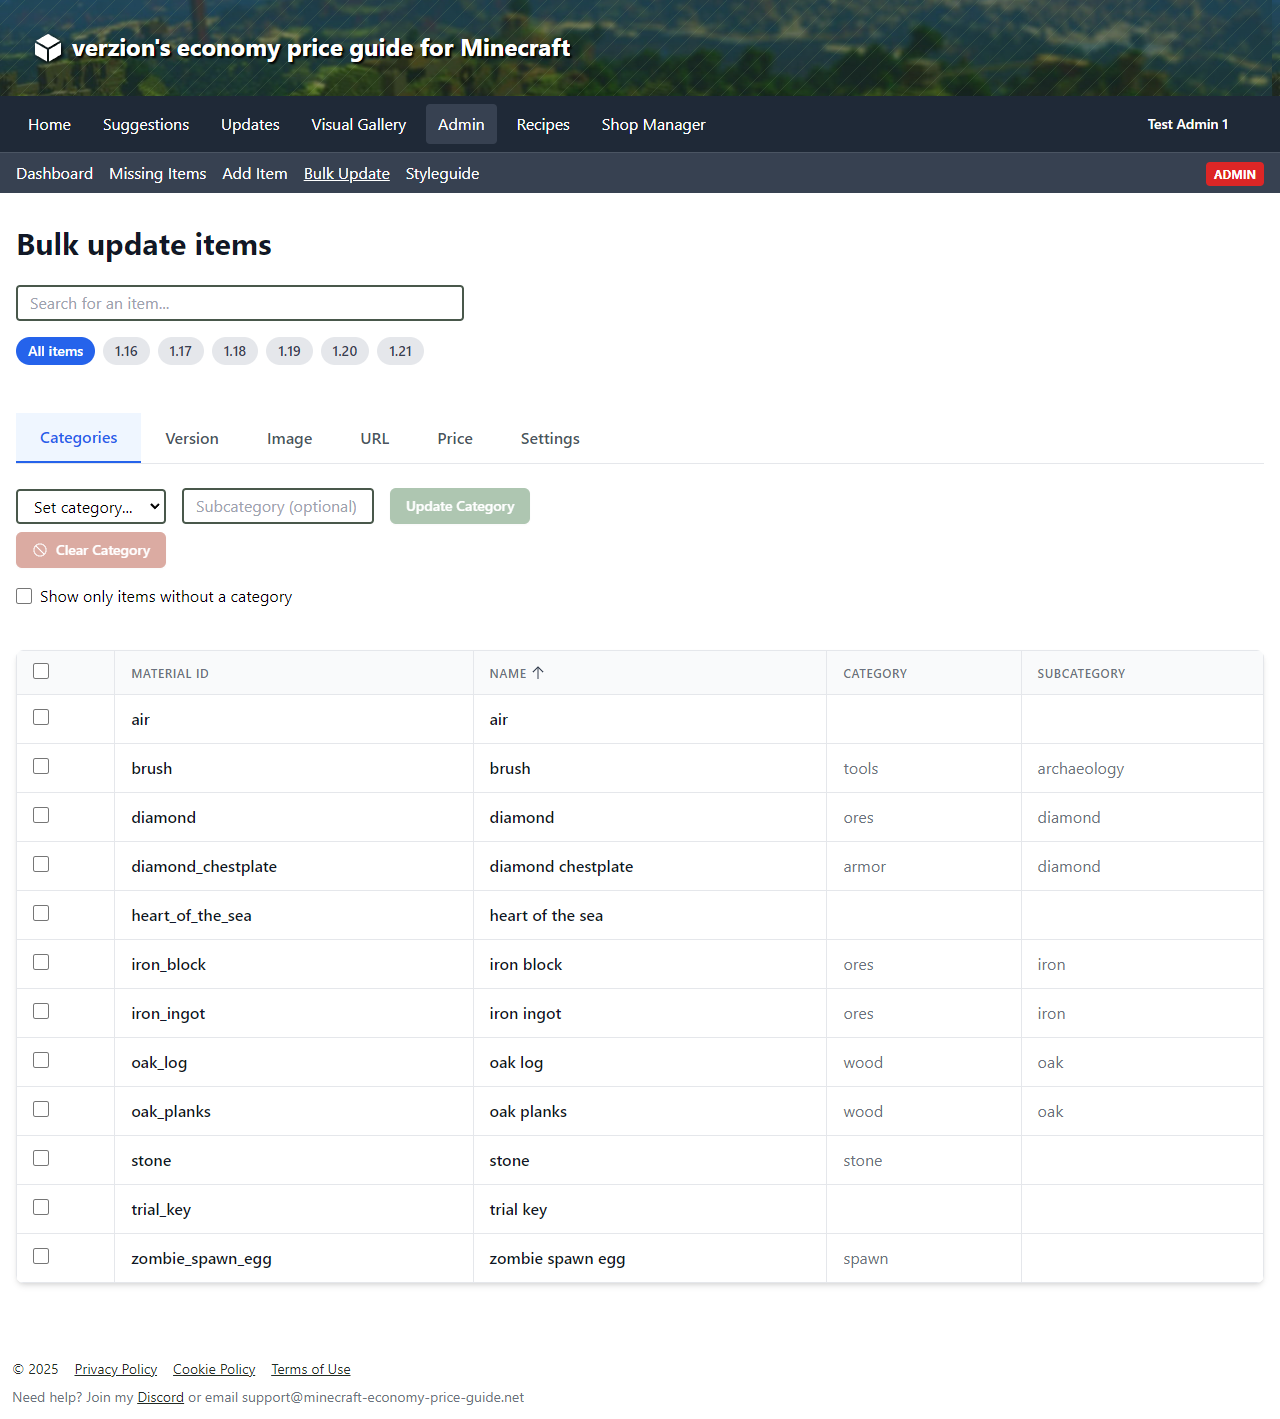 verzion's economy price guide for Minecraft
Home Suggestions Updates Visual Gallery Admin Recipes Shop Manager Test Admin 1
Dashboard Missing Items Add Item Bulk Update Styleguide ADMIN
Bulk update items
Search for an item...
All items 1.16 1.17 1.18 1.19 1.20 1.21
Categories Version Image URL Price Settings
Set category... Subcategory (optional) Update Category
Clear Category
Show only items without a category
MATERIAL ID NAME CATEGORY SUBCATEGORY
air air
brush brush tools archaeology
diamond diamond ores diamond
diamond_chestplate diamond chestplate armor diamond
heart_of_the_sea heart of the sea
iron_block iron block ores iron
iron_ingot iron ingot ores iron
oak_log oak log wood oak
oak_planks oak planks wood oak
stone stone stone
trial_key trial key
zombie_spawn_egg zombie spawn egg spawn
© 2025 Privacy Policy Cookie Policy Terms of Use
Need help? Join my Discord or email support@minecraft-economy-price-guide.net